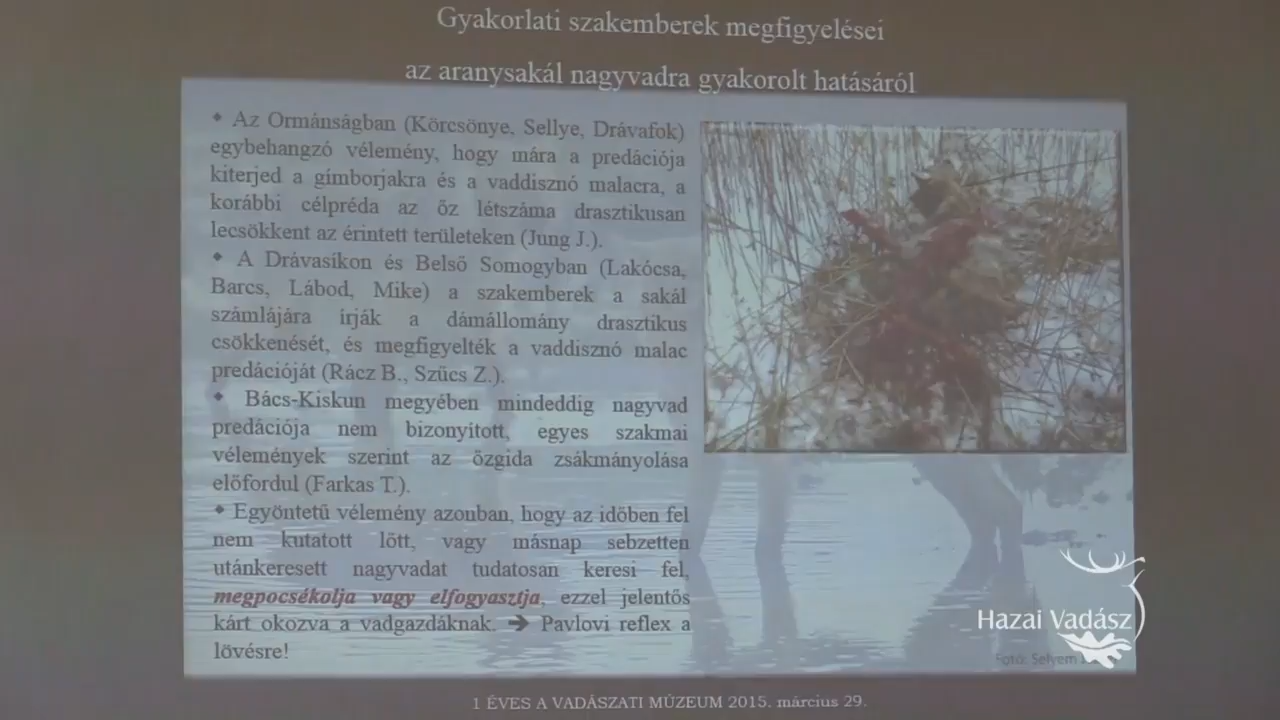 Gyakorlati szakemberek megfigyelései
az aranysakál nagyvadra gyakorolt hatásáról
Az Ormánságban (Körcsönye, Sellye, Drávafok)
egybehangzó vélemény, hogy mára a predációja
kiterjed a gímborjakra és a vaddisznó malacra, a
korábbi célpréda az őz létszáma drasztikusan
lecsökkent az érintett területeken (Jung J.).
A Drávasíkon és Belső Somogyban (Lakócsa,
Barcs, Lábod, Mike) a szakemberek a sakál
számlájára írják a dámállomány drasztikus
csökkenését, és megfigyelték a vaddisznó malac
predációját (Rácz B., Szűcs Z.).
Bács-Kiskun megyében mindeddig nagyvad
predációja nem bizonyított, egyes szakmai
vélemények szerint az őzgida zsákmányolása
előfordul (Farkas T.).
Egyöntetű vélemény azonban, hogy az időben fel
nem kutatott lőtt, vagy másnap sebzetten
utánkeresett nagyvadat tudatosan keresi fel,
megpocsékolja vagy elfogyasztja, ezzel jelentős
kárt okozva a vadgazdáknak. ➔ Pavlovi reflex a
lövésre!
Hazai Vadász
Fotó: Selyem
1 ÉVES A VADÁSZATI MÚZEUM 2015. március 29.